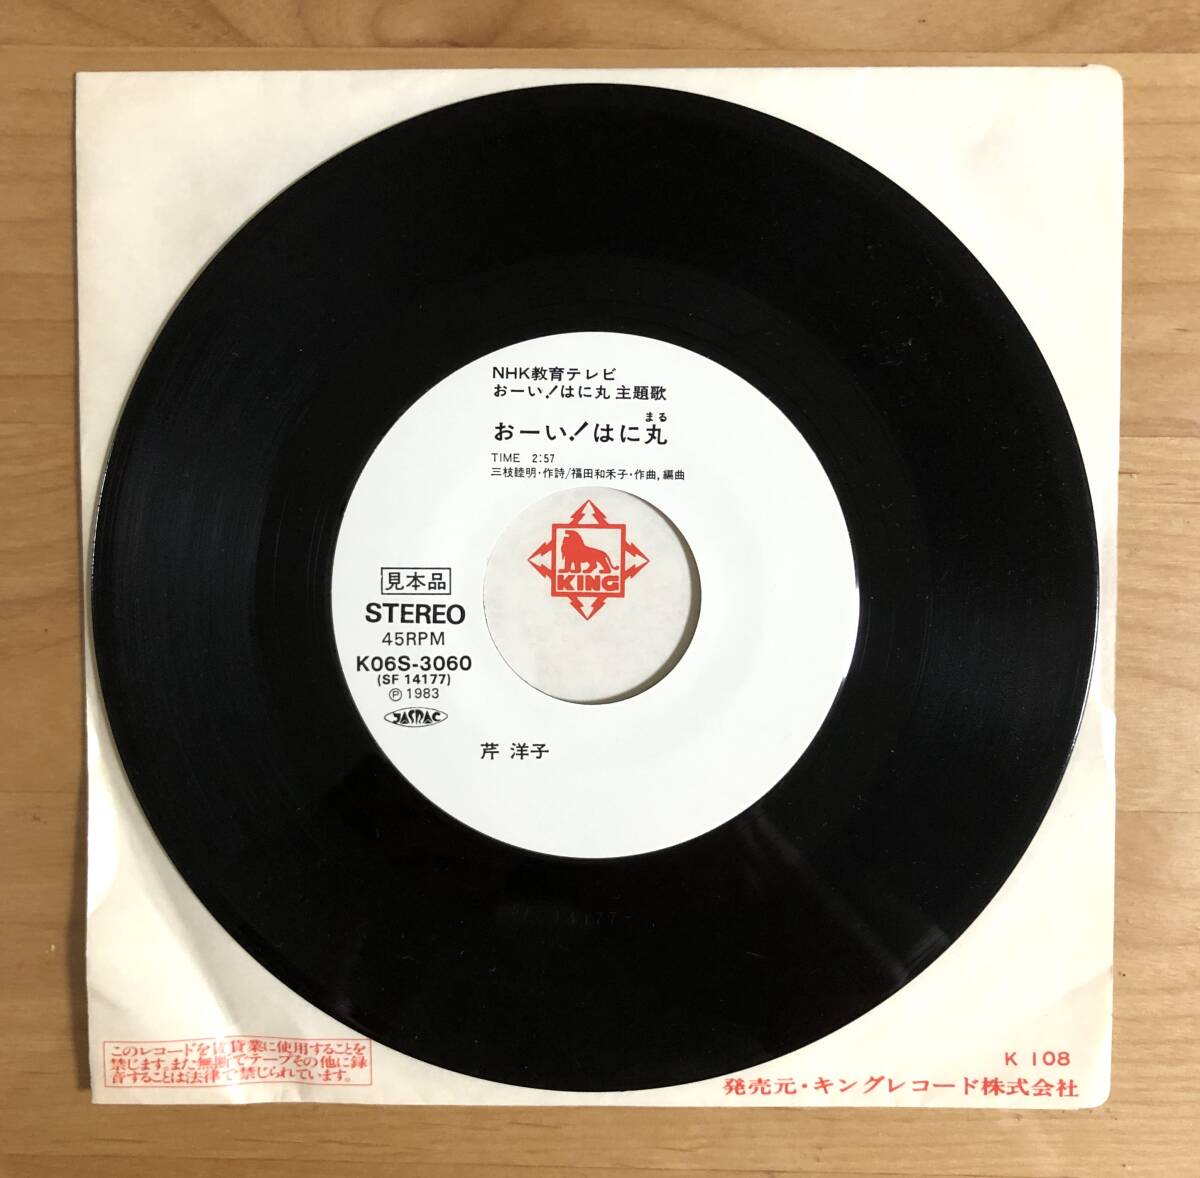 NHK教育テレビ
おーい!はに丸 主題歌
まる
おーい!はに丸
TIME 2:57
三枝睦明・作詩/福田和禾子・作曲,編曲
KING
見本品
STEREO
45RPM
K06S-3060
(SF 14177)
Ⓟ 1983
JASRAC
芹 洋子
SF 14177-
このレコードを賃貸業に使用することを
禁じます。また無断でテープその他に録
音することは法律で禁じられています。
K 108
発売元・キングレコード株式会社